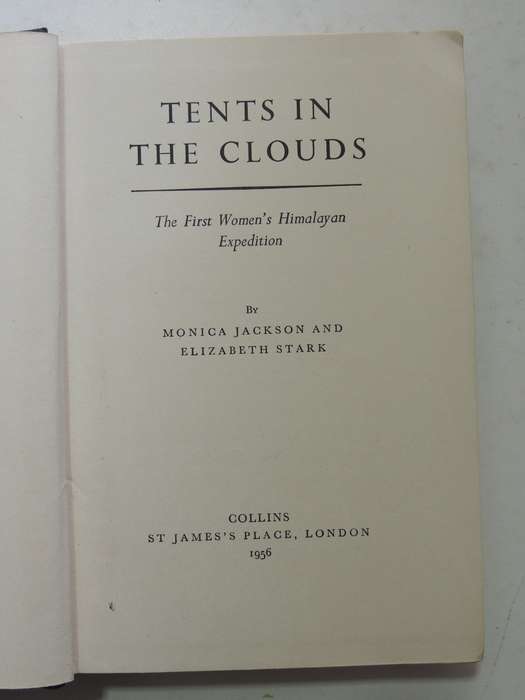 TENTS IN
THE CLOUDS
The First Women's Himalayan
Expedition
By
MONICA JACKSON AND
ELIZABETH STARK
COLLINS
ST JAMES'S PLACE, LONDON
1956